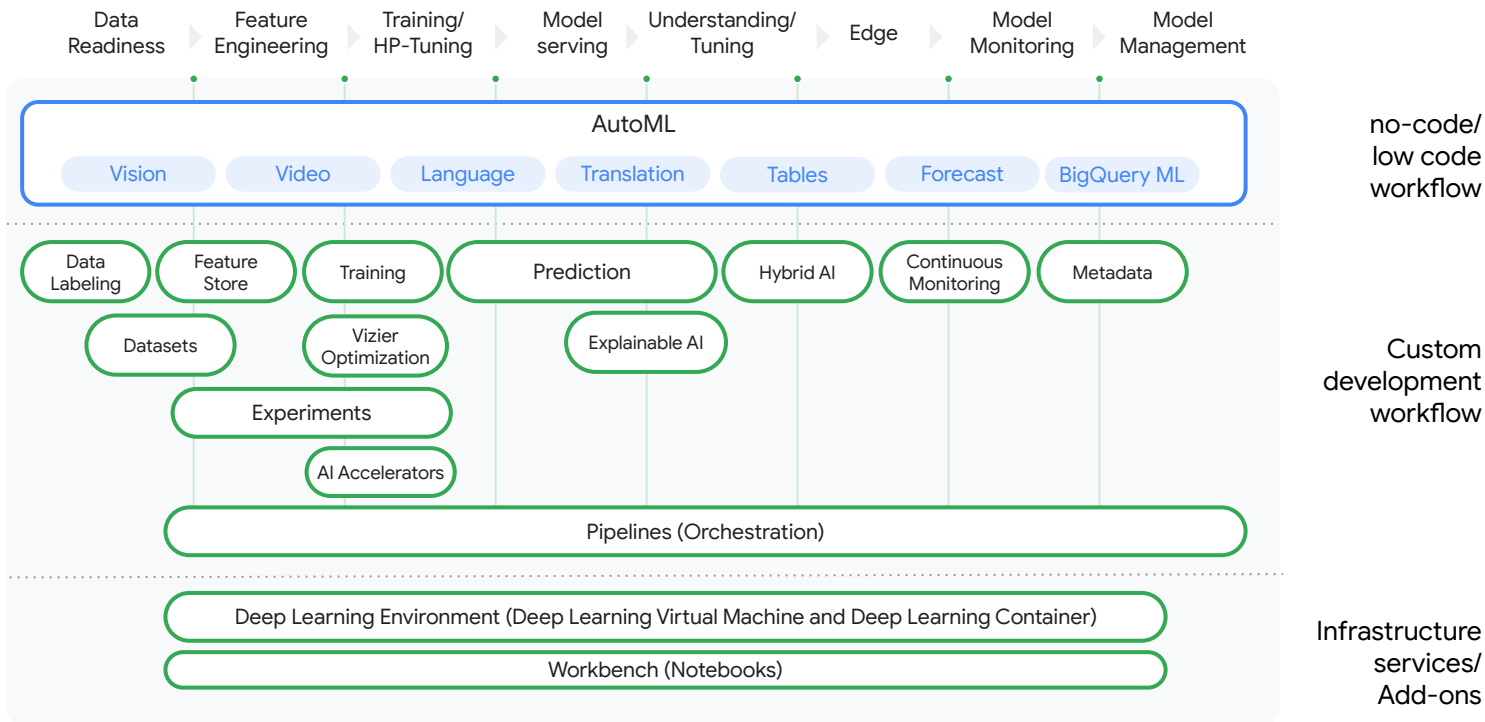 Data
Readiness
Feature
Engineering
Training/
HP-Tuning
Model
serving
Understanding/
Tuning
Edge
Model
Monitoring
Model
Management
AutoML
Vision
Video
Language
Translation
Tables
Forecast
BigQuery ML
no-code/
low code
workflow
Data
Labeling
Feature
Store
Training
Prediction
Hybrid AI
Continuous
Monitoring
Metadata
Datasets
Vizier
Optimization
Explainable AI
Experiments
AI Accelerators
Pipelines (Orchestration)
Custom
development
workflow
Deep Learning Environment (Deep Learning Virtual Machine and Deep Learning Container)
Workbench (Notebooks)
Infrastructure
services/
Add-ons